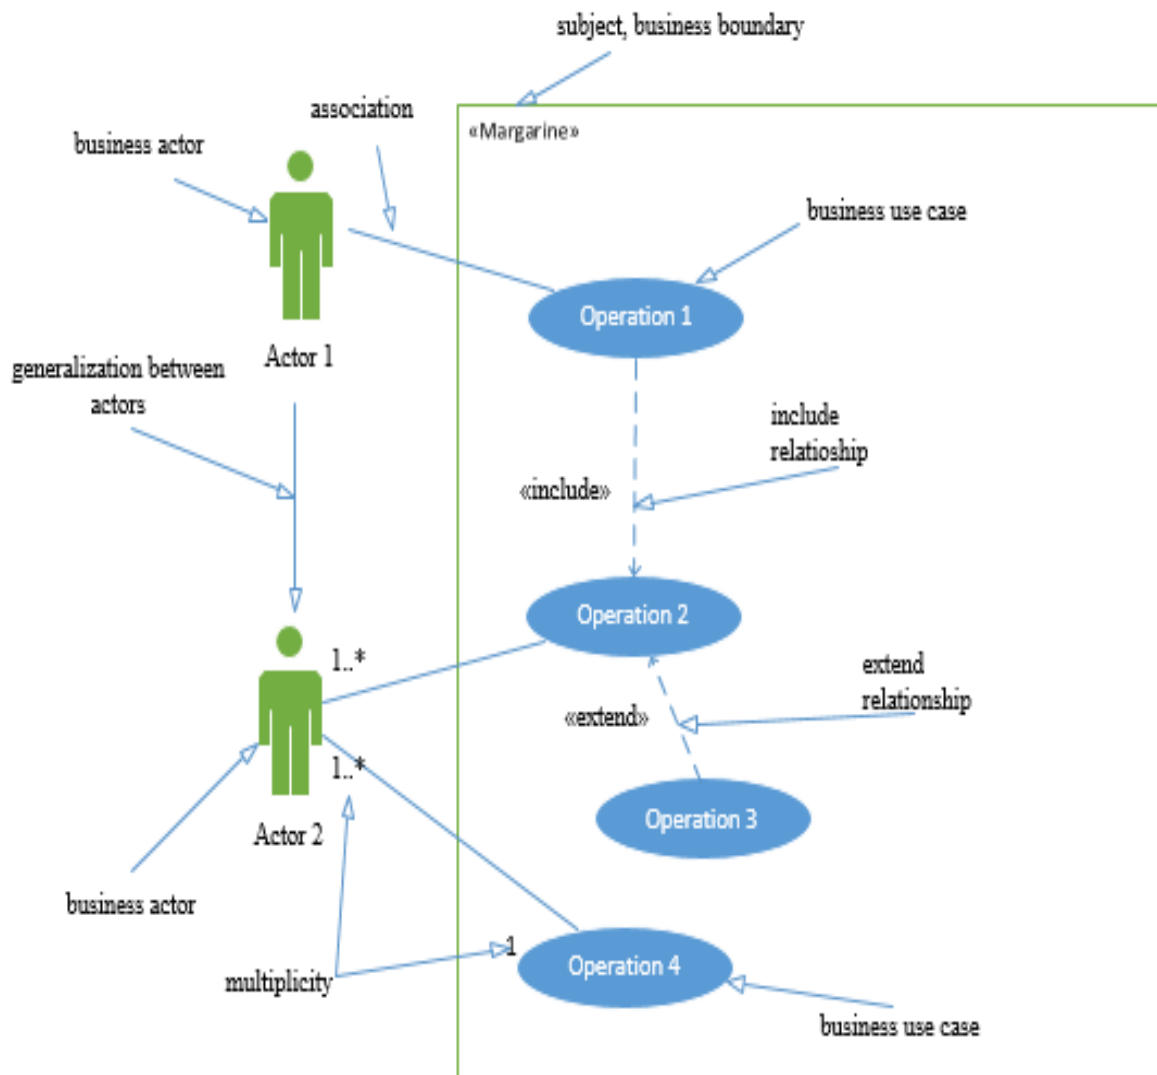 subject, business boundary
association
«Margarine»
business actor
business use case
Operation 1
Actor 1
generalization between
actors
include
relatioship
«include»
Operation 2
1..*
extend
relationship
«extend»
1..*
Operation 3
Actor 2
business actor
1
Operation 4
multiplicity
business use case